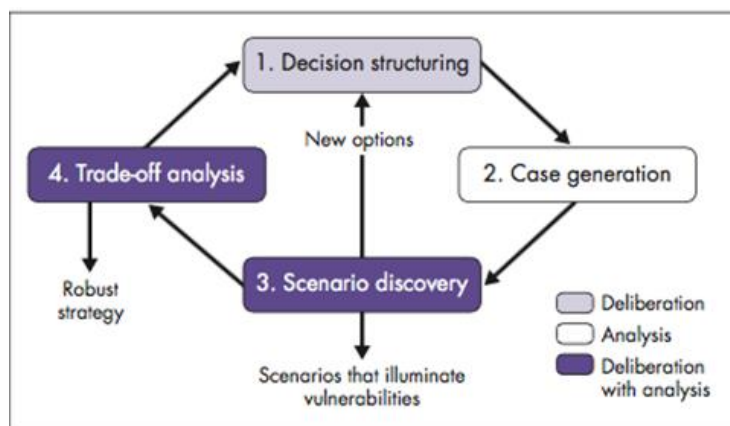 1. Decision structuring
New options
4. Trade-off analysis
2. Case generation
Robust
strategy
3. Scenario discovery
Scenarios that illuminate
vulnerabilities
Deliberation
Analysis
Deliberation
with analysis